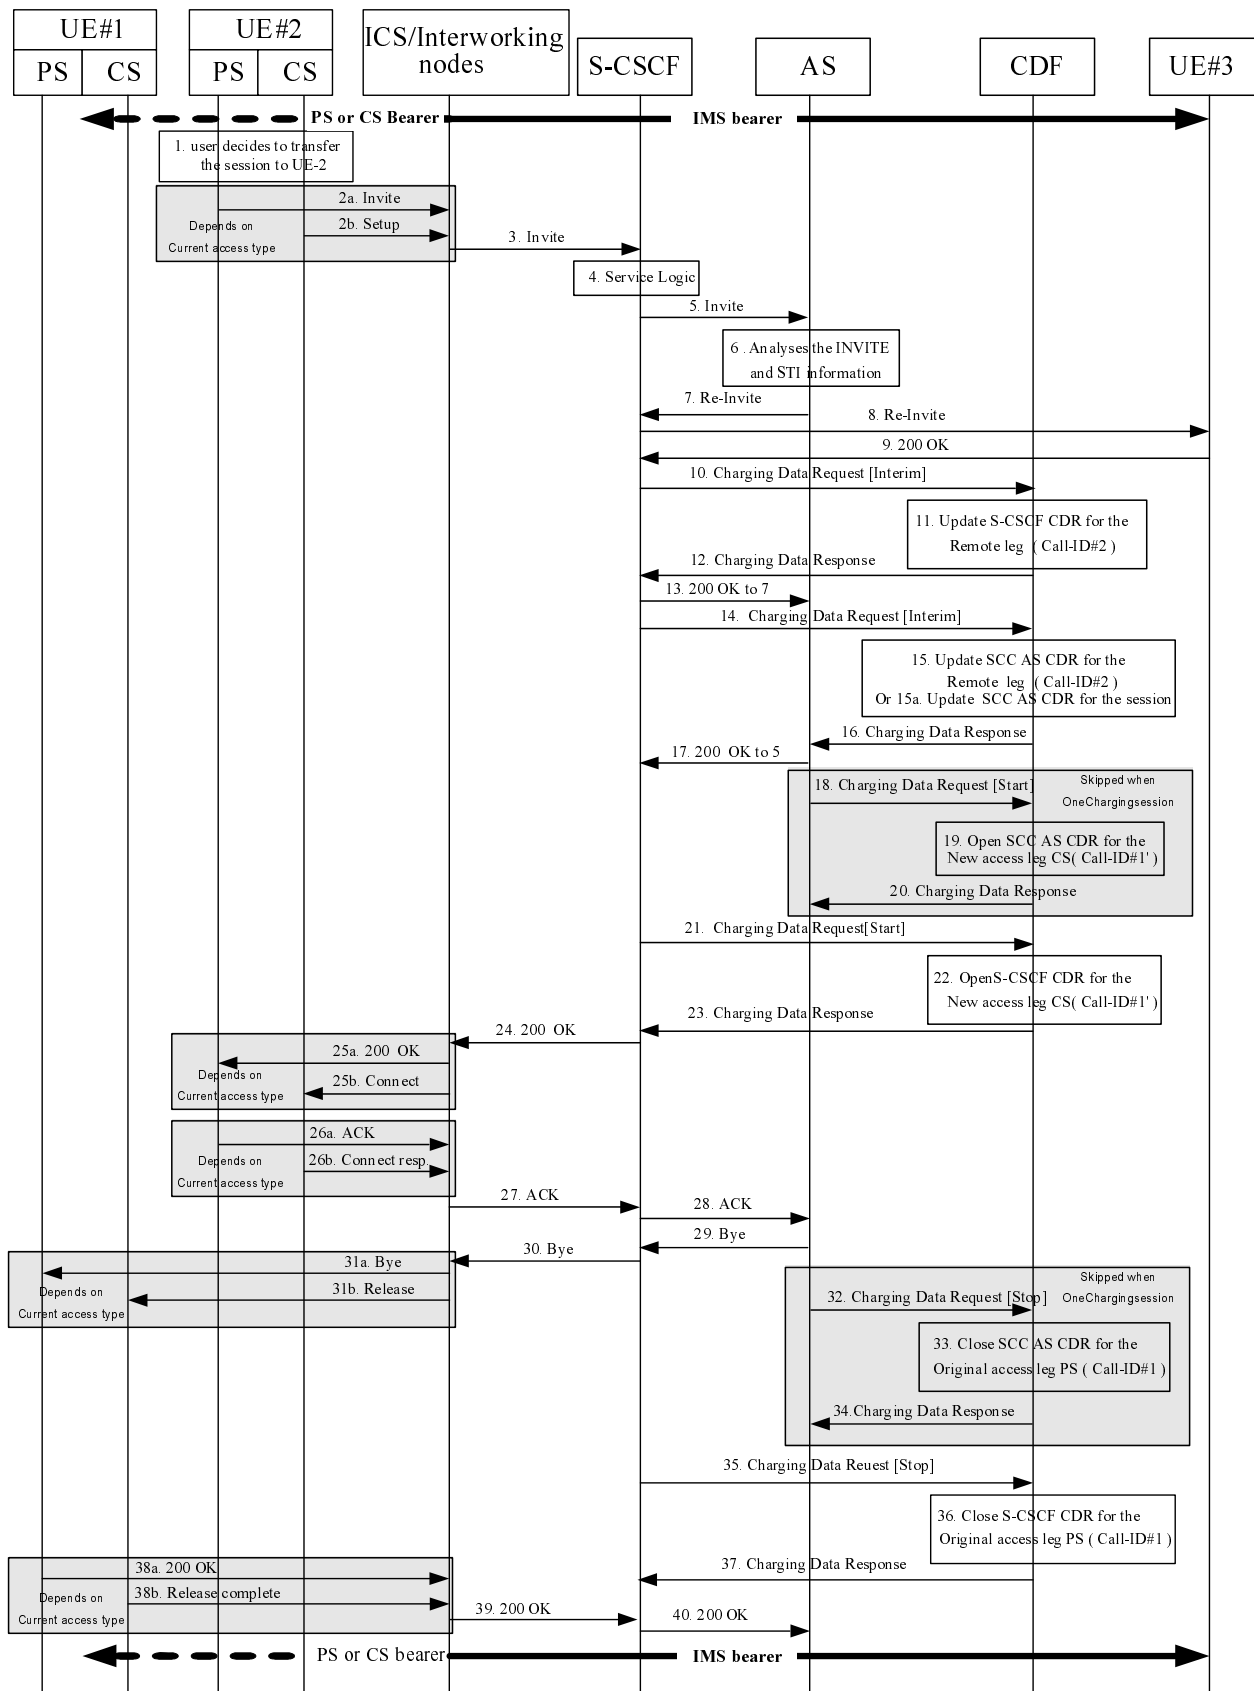 UE#1
UE#2
ICS/Interworking
nodes
S-CSCF
AS
CDF
UE#3
PS
CS
PS
CS
PS or CS Bearer
IMS bearer
1. user decides to transfer
the session to UE-2
2a. Invite
2b. Setup
Depends on
Current access type
3. Invite
4. Service Logic
5. Invite
6 . Analyses the INVITE
and STI information
7. Re-Invite
8. Re-Invite
9. 200 OK
10. Charging Data Request [Interim]
11. Update S-CSCF CDR for the
Remote leg ( Call-ID#2 )
12. Charging Data Response
13. 200 OK to 7
14. Charging Data Request [Interim]
15. Update SCC AS CDR for the
Remote leg ( Call-ID#2 )
Or 15a. Update SCC AS CDR for the session
16. Charging Data Response
17. 200 OK to 5
18. Charging Data Request [Start]
Skipped when
OneChargingsession
19. Open SCC AS CDR for the
New access leg CS( Call-ID#1' )
20. Charging Data Response
21. Charging Data Request[Start]
22. OpenS-CSCF CDR for the
New access leg CS( Call-ID#1' )
23. Charging Data Response
24. 200 OK
25a. 200 OK
25b. Connect
Depends on
Current access type
26a. ACK
26b. Connect resp.
Depends on
Current access type
27. ACK
28. ACK
29. Bye
30. Bye
31a. Bye
31b. Release
Depends on
Current access type
32. Charging Data Request [Stop]
Skipped when
OneChargingsession
33. Close SCC AS CDR for the
Original access leg PS ( Call-ID#1 )
34.Charging Data Response
35. Charging Data Reuest [Stop]
36. Close S-CSCF CDR for the
Original access leg PS ( Call-ID#1 )
37. Charging Data Response
38a. 200 OK
38b. Release complete
Depends on
Current access type
39. 200 OK
40. 200 OK
PS or CS bearer
IMS bearer